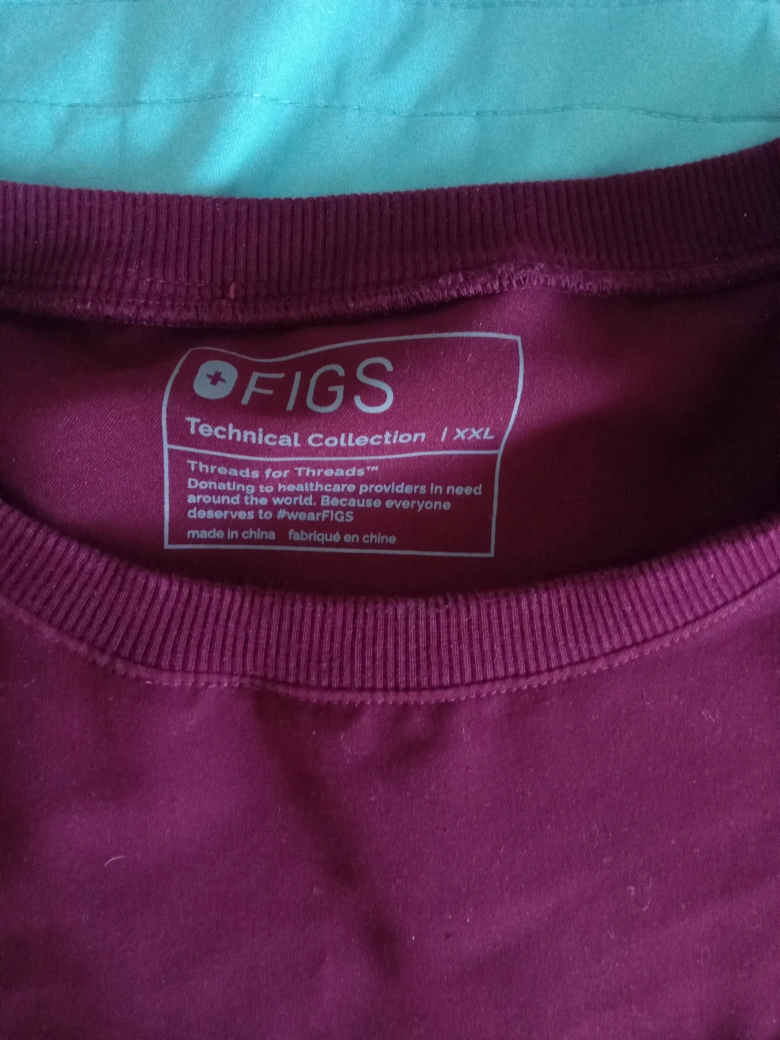 FIGS
Technical Collection / XXL
Threads for Threads™
Donating to healthcare providers in need
around the world. Because everyone
deserves to #wearFIGS
made in china fabriqué en chine